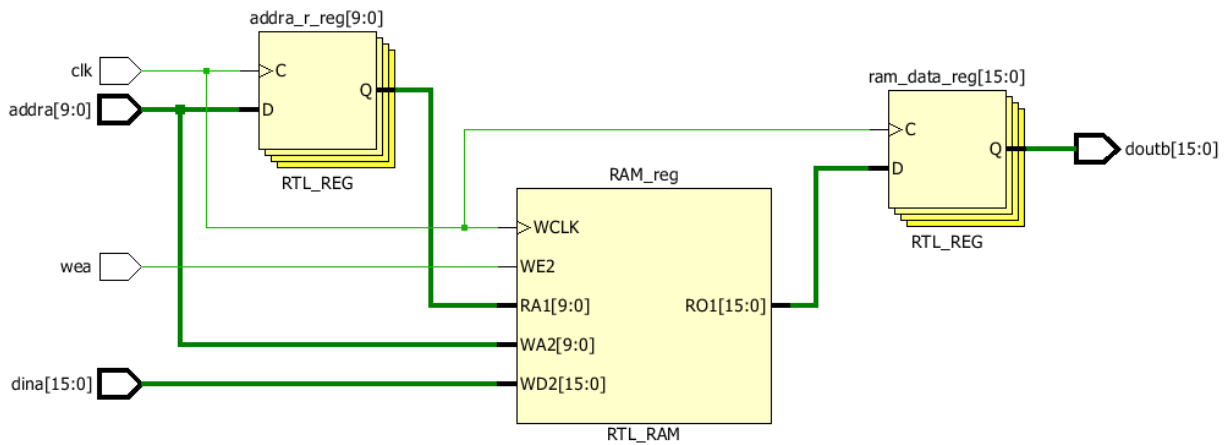 addra_r_reg[9:0]
clk
C
addra[9:0]
D
Q
RTL_REG
ram_data_reg[15:0]
C
Q
doutb[15:0]
D
RTL_REG
RAM_reg
WCLK
wea
WE2
RA1[9:0]
RO1[15:0]
WA2[9:0]
dina[15:0]
WD2[15:0]
RTL_RAM